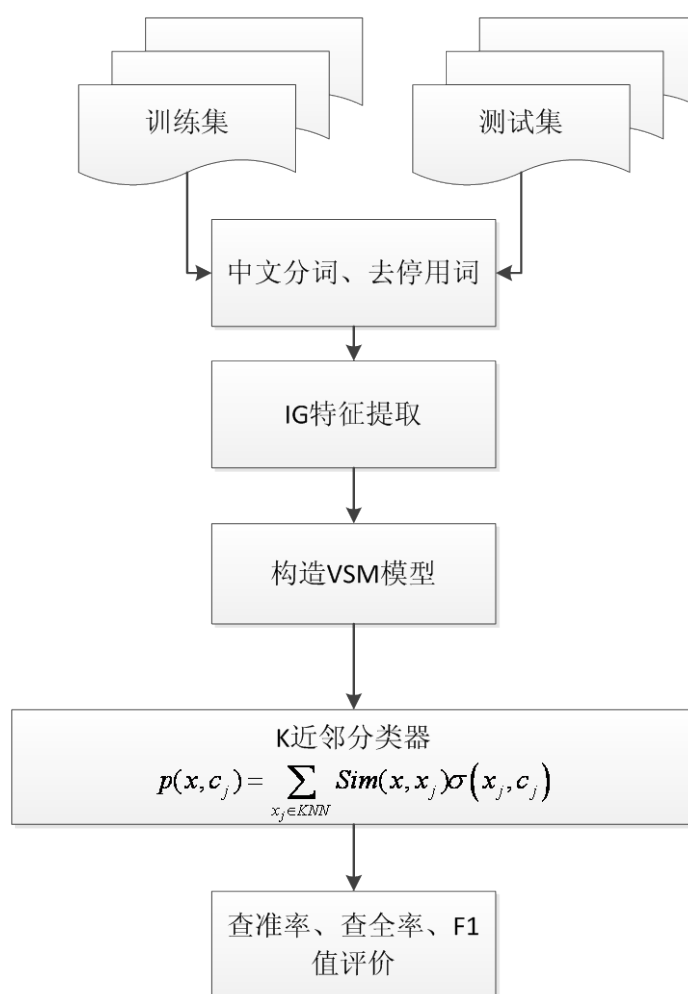 训练集
测试集
中文分词、去停用词
IG特征提取
构造VSM模型
K近邻分类器
p(x,c_j)=∑_{x_j∈KNN} Sim(x,x_j)σ(x_j,c_j)
查准率、查全率、F1
值评价